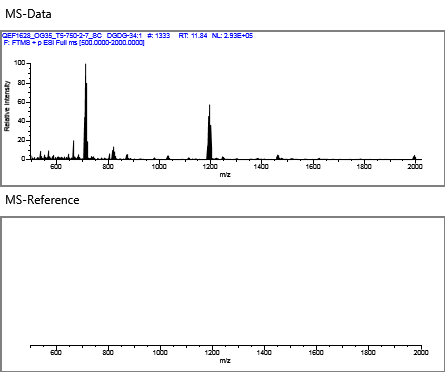 MS-Data
QEF1628_OG35_T5-750-2-7_BC DGDG-34:1 #: 1333 RT: 11.84 NL: 2.93E+05
F: FTMS + p ESI Full ms [500.0000-2000.0000]
100
80
60
40
20
0
Relative Intensity
600 800 1000 1200 1400 1600 1800 2000
m/z
MS-Reference
600 800 1000 1200 1400 1600 1800 2000
m/z